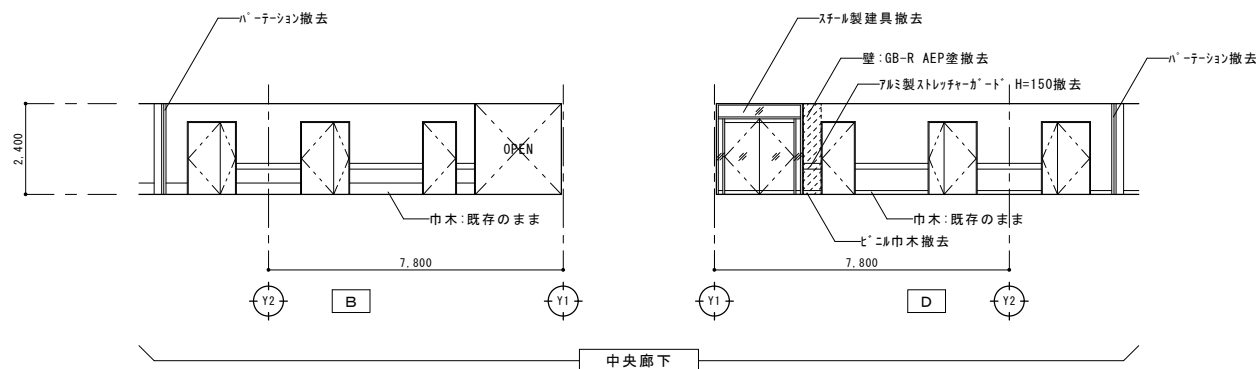 ﾊﾟｰﾃｰｼｮﾝ撤去
2,400
OPEN
巾木:既存のまま
7,800
Y2
B
Y1
ｽﾁｰﾙ製建具撤去
壁:GB-R AEP塗撤去
ｱﾙﾐ製ｽﾄﾚｯﾁｬｰｶﾞｰﾄﾞ H=150撤去
ﾊﾟｰﾃｰｼｮﾝ撤去
巾木:既存のまま
ﾋﾞﾆﾙ巾木撤去
7,800
Y1
D
Y2
中央廊下